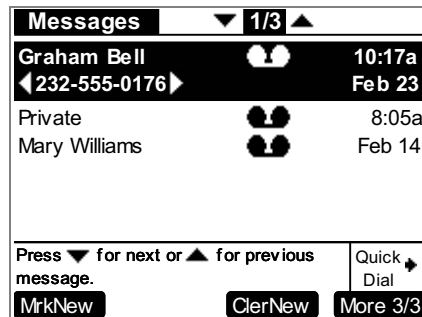 Messages ▼ 1/3 ▲
Graham Bell 10:17a
◀232-555-0176▶ Feb 23
Private 8:05a
Mary Williams Feb 14
Press ▼ for next or ▲ for previous
message.
Quick
Dial
MrkNew ClerNew More 3/3